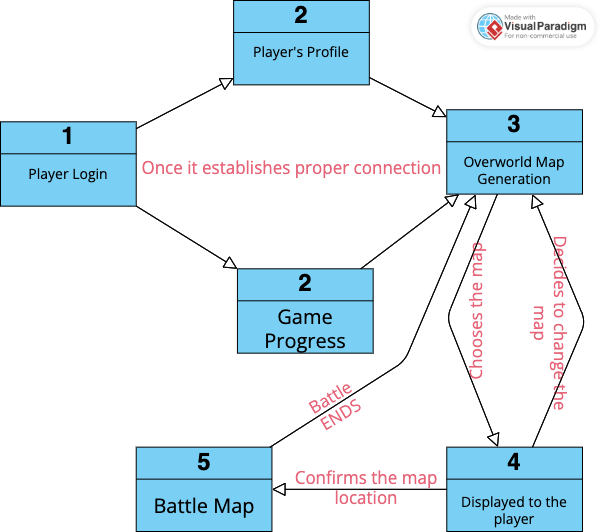 2
Player's Profile
Made with
Visual Paradigm
For non-commercial use
1
Player Login
3
Overworld Map
Generation
Once it establishes proper connection
2
Game
Progress
Chooses the map
Decides to change the
map
Battle
ENDS
5
Battle Map
Confirms the map
location
4
Displayed to the
player